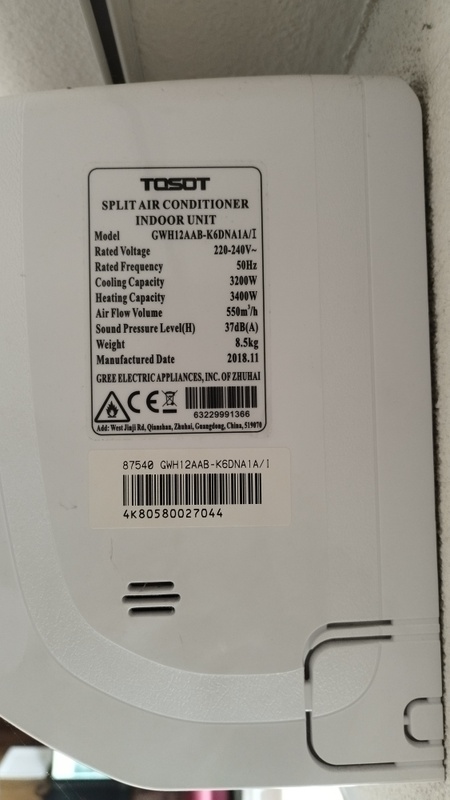 TOSOT
SPLIT AIR CONDITIONER
INDOOR UNIT
Model GWH12AAB-K6DNA1A/I
Rated Voltage 220-240V~
Rated Frequency 50Hz
Cooling Capacity 3200W
Heating Capacity 3400W
Air Flow Volume 550m³/h
Sound Pressure Level(H) 37dB(A)
Weight 8.5kg
Manufactured Date 2018.11
GREE ELECTRIC APPLIANCES, INC. OF ZHUHAI
CE
63229991366
Add: West Jinji Rd, Qianshan, Zhuhai, Guangdong, China, 519070
87540 GWH12AAB-K6DNA1A/I
4K80580027044